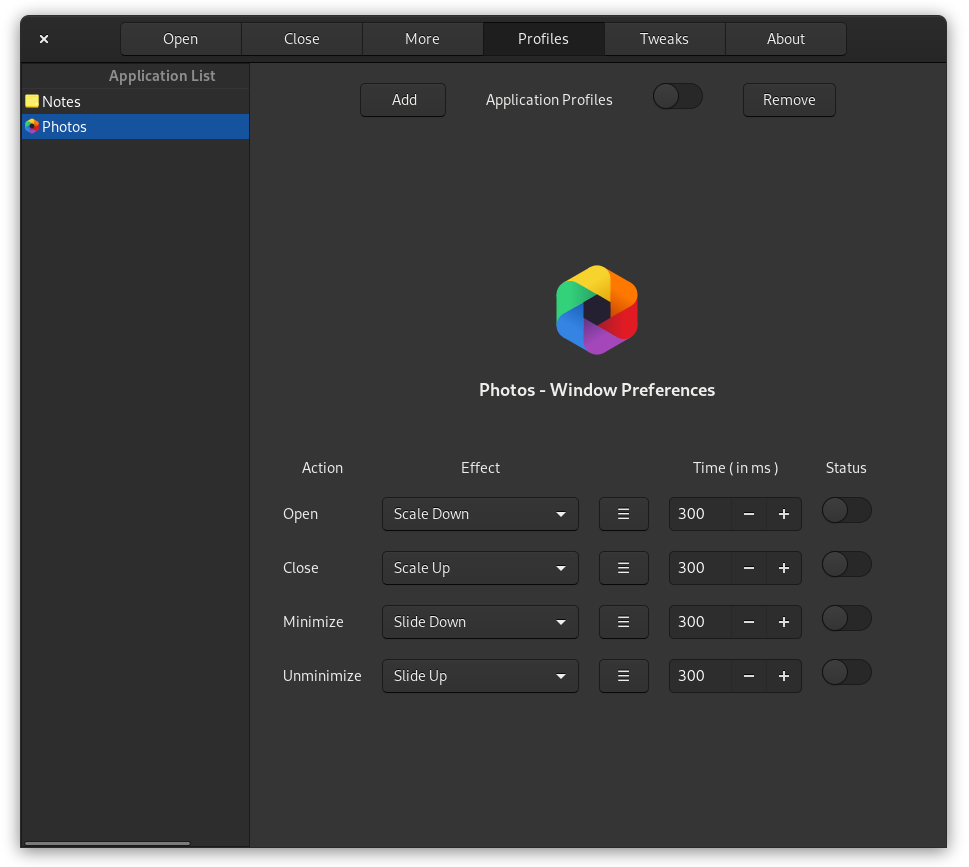 Open Close More Profiles Tweaks About
Application List
Notes
Photos
Add Application Profiles Remove
Photos - Window Preferences
Action Effect Time ( in ms ) Status
Open Scale Down 300
Close Scale Up 300
Minimize Slide Down 300
Unminimize Slide Up 300